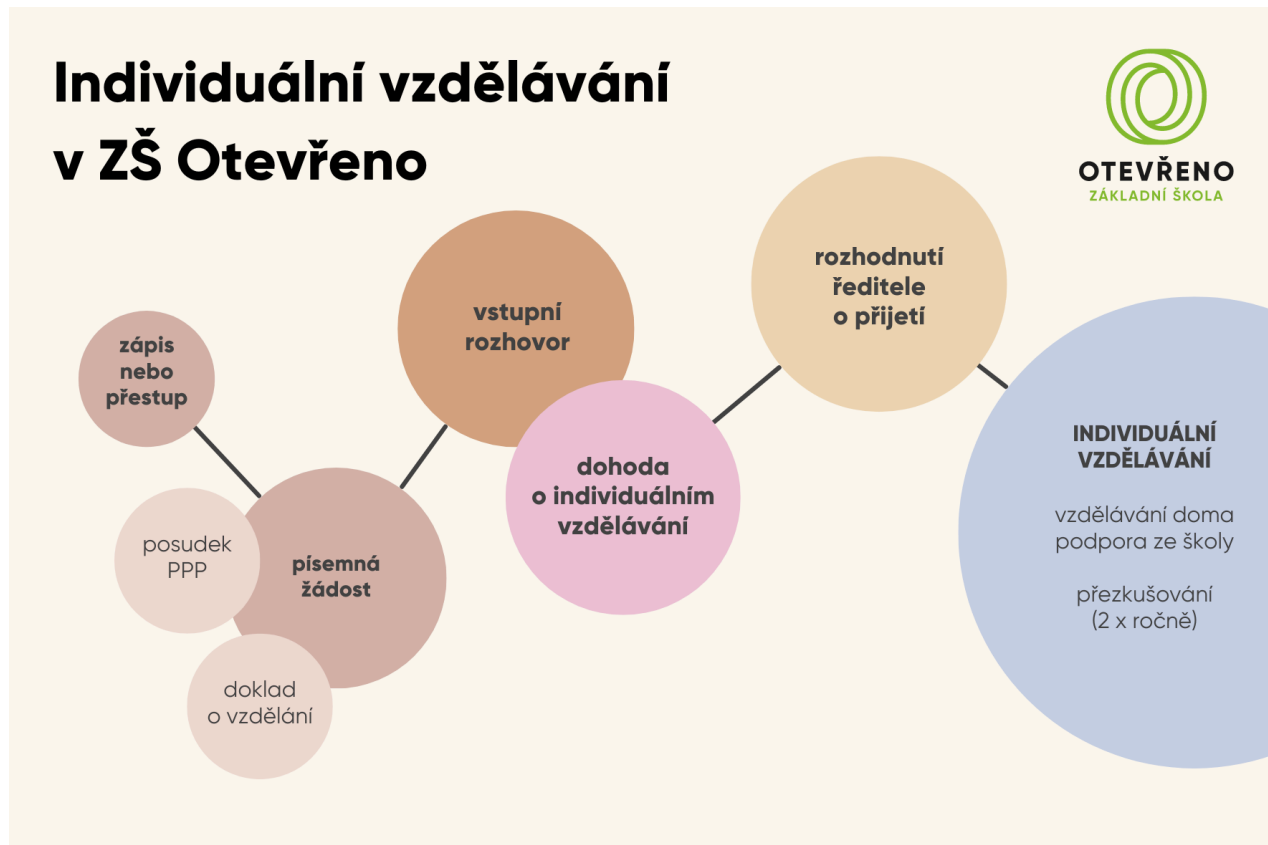 Individuální vzdělávání
v ZŠ Otevřeno
OTEVŘENO
ZÁKLADNÍ ŠKOLA
zápis
nebo
přestup
posudek
PPP
písemná
žádost
doklad
o vzdělání
vstupní
rozhovor
dohoda
o individuálním
vzdělávání
rozhodnutí
ředitele
o přijetí
INDIVIDUÁLNÍ
VZDĚLÁVÁNÍ
vzdělávání doma
podpora ze školy
přezkušování
(2 x ročně)